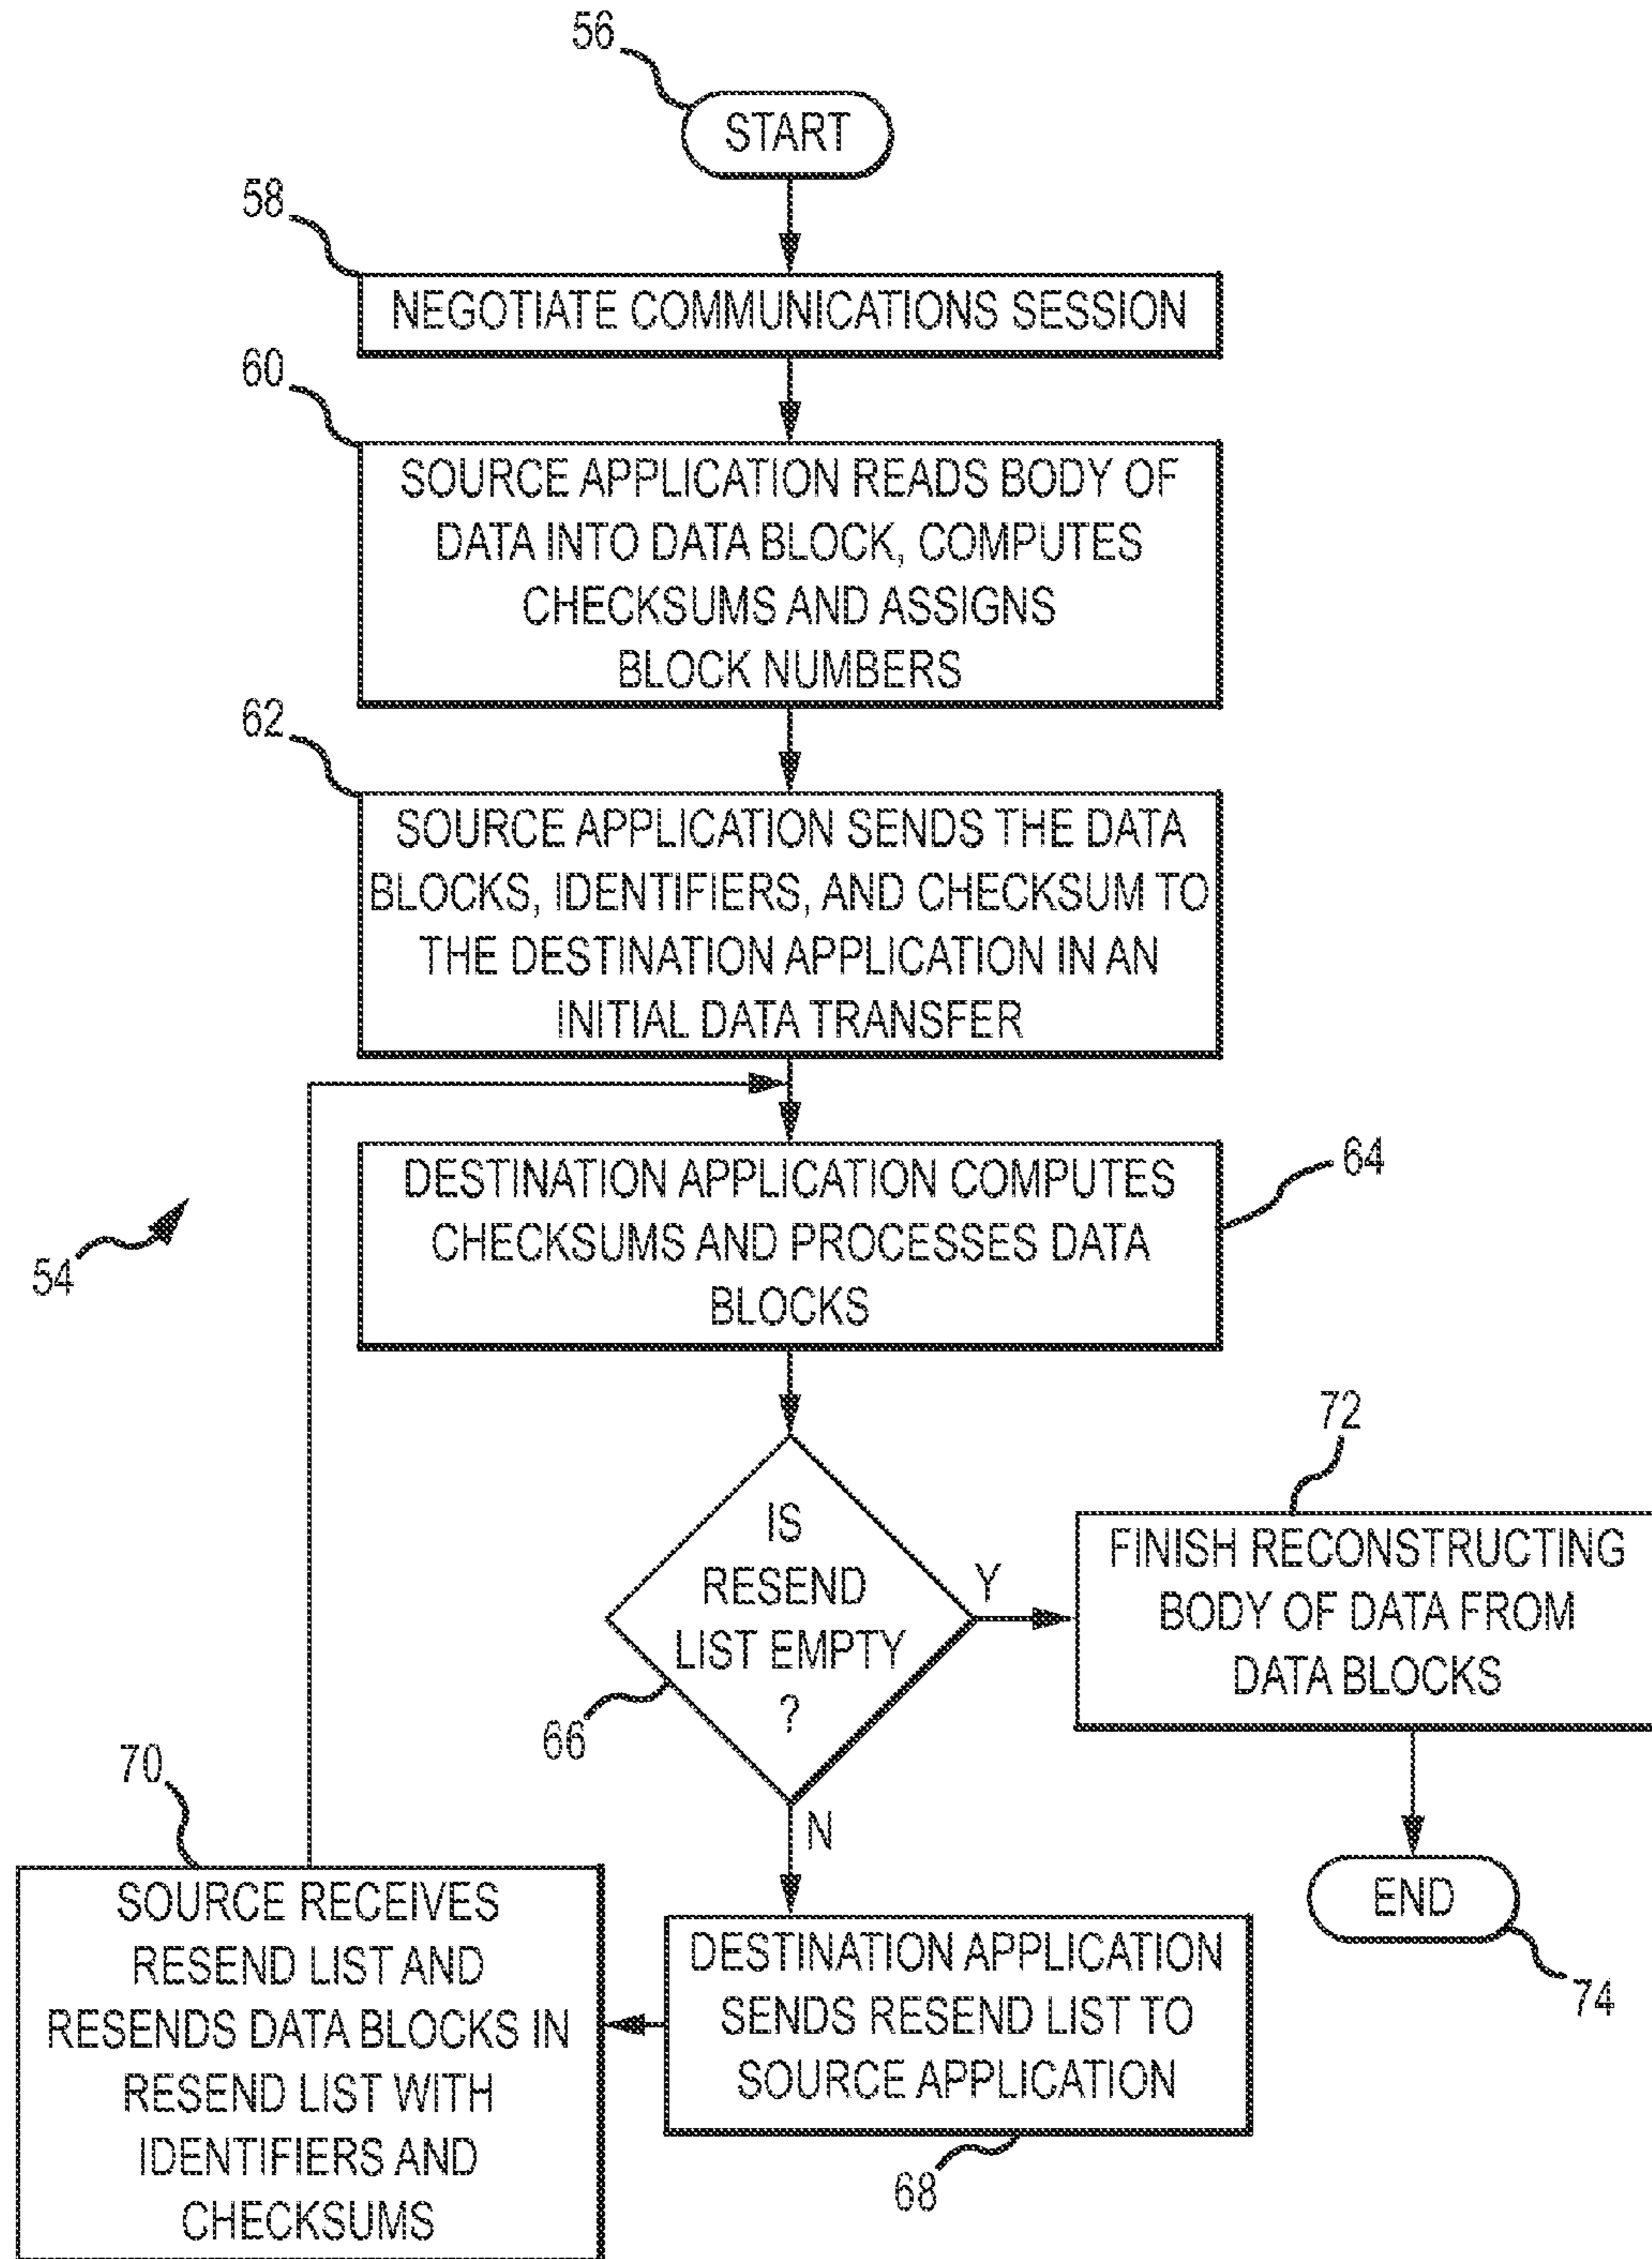 56
START
58
NEGOTIATE COMMUNICATIONS SESSION
60
SOURCE APPLICATION READS BODY OF
DATA INTO DATA BLOCK, COMPUTES
CHECKSUMS AND ASSIGNS
BLOCK NUMBERS
62
SOURCE APPLICATION SENDS THE DATA
BLOCKS, IDENTIFIERS, AND CHECKSUM TO
THE DESTINATION APPLICATION IN AN
INITIAL DATA TRANSFER
54
DESTINATION APPLICATION COMPUTES
CHECKSUMS AND PROCESSES DATA
BLOCKS
64
IS
RESEND
LIST EMPTY
?
66
Y
N
72
FINISH RECONSTRUCTING
BODY OF DATA FROM
DATA BLOCKS
END
74
DESTINATION APPLICATION
SENDS RESEND LIST TO
SOURCE APPLICATION
68
70
SOURCE RECEIVES
RESEND LIST AND
RESENDS DATA BLOCKS IN
RESEND LIST WITH
IDENTIFIERS AND
CHECKSUMS